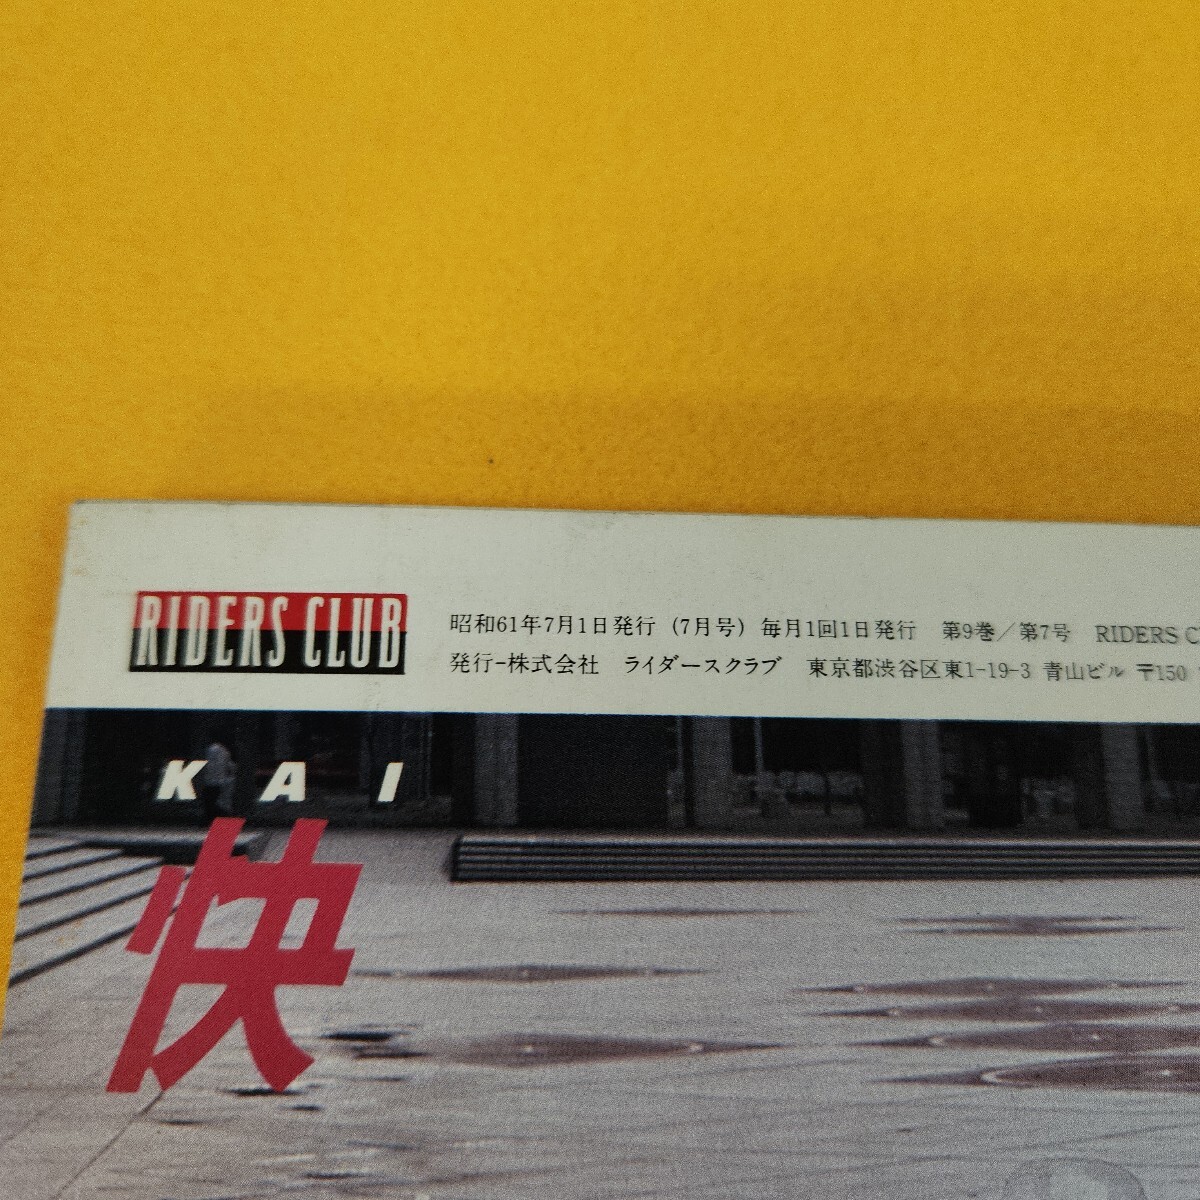 RIDERS CLUB
昭和61年7月1日発行（7月号）毎月1回1日発行　第9巻／第7号　RIDERS
発行-株式会社　ライダースクラブ　東京都渋谷区東1-19-3 青山ビル 〒150
KAI
快